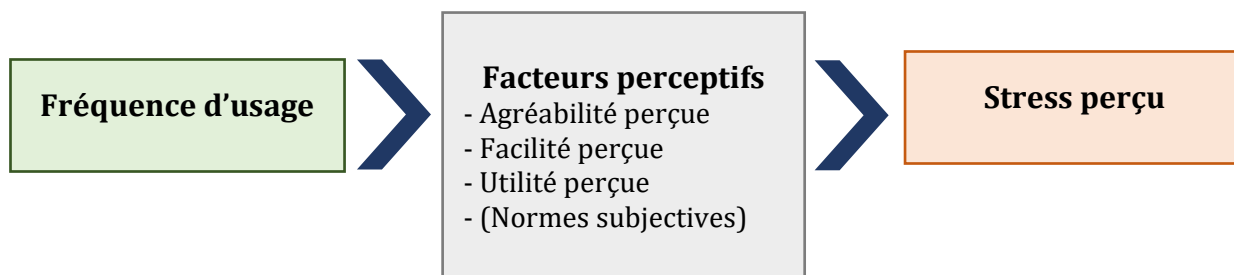 Fréquence d'usage
Facteurs perceptifs
- Agréabilité perçue
- Facilité perçue
- Utilité perçue
- (Normes subjectives)
Stress perçu